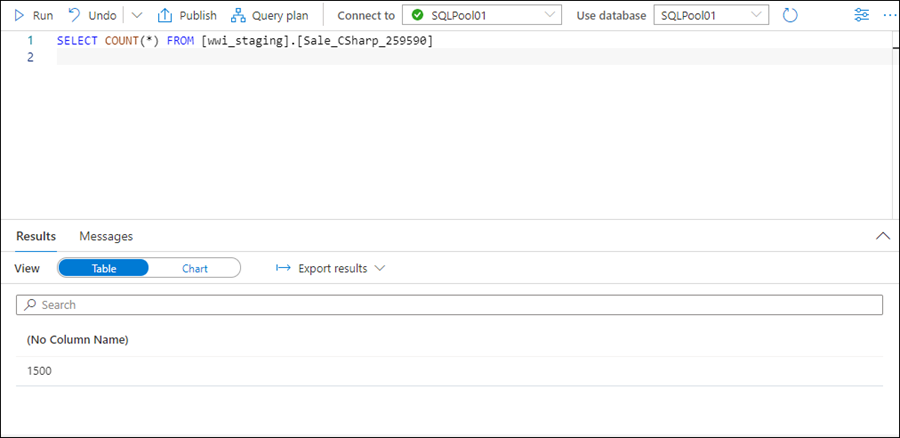 Run Undo Publish Query plan Connect to SQLPool01 Use database SQLPool01
1 SELECT COUNT(*) FROM [wwi_staging].[Sale_CSharp_259590]
2
Results Messages
View Table Chart Export results
Search
(No Column Name)
1500